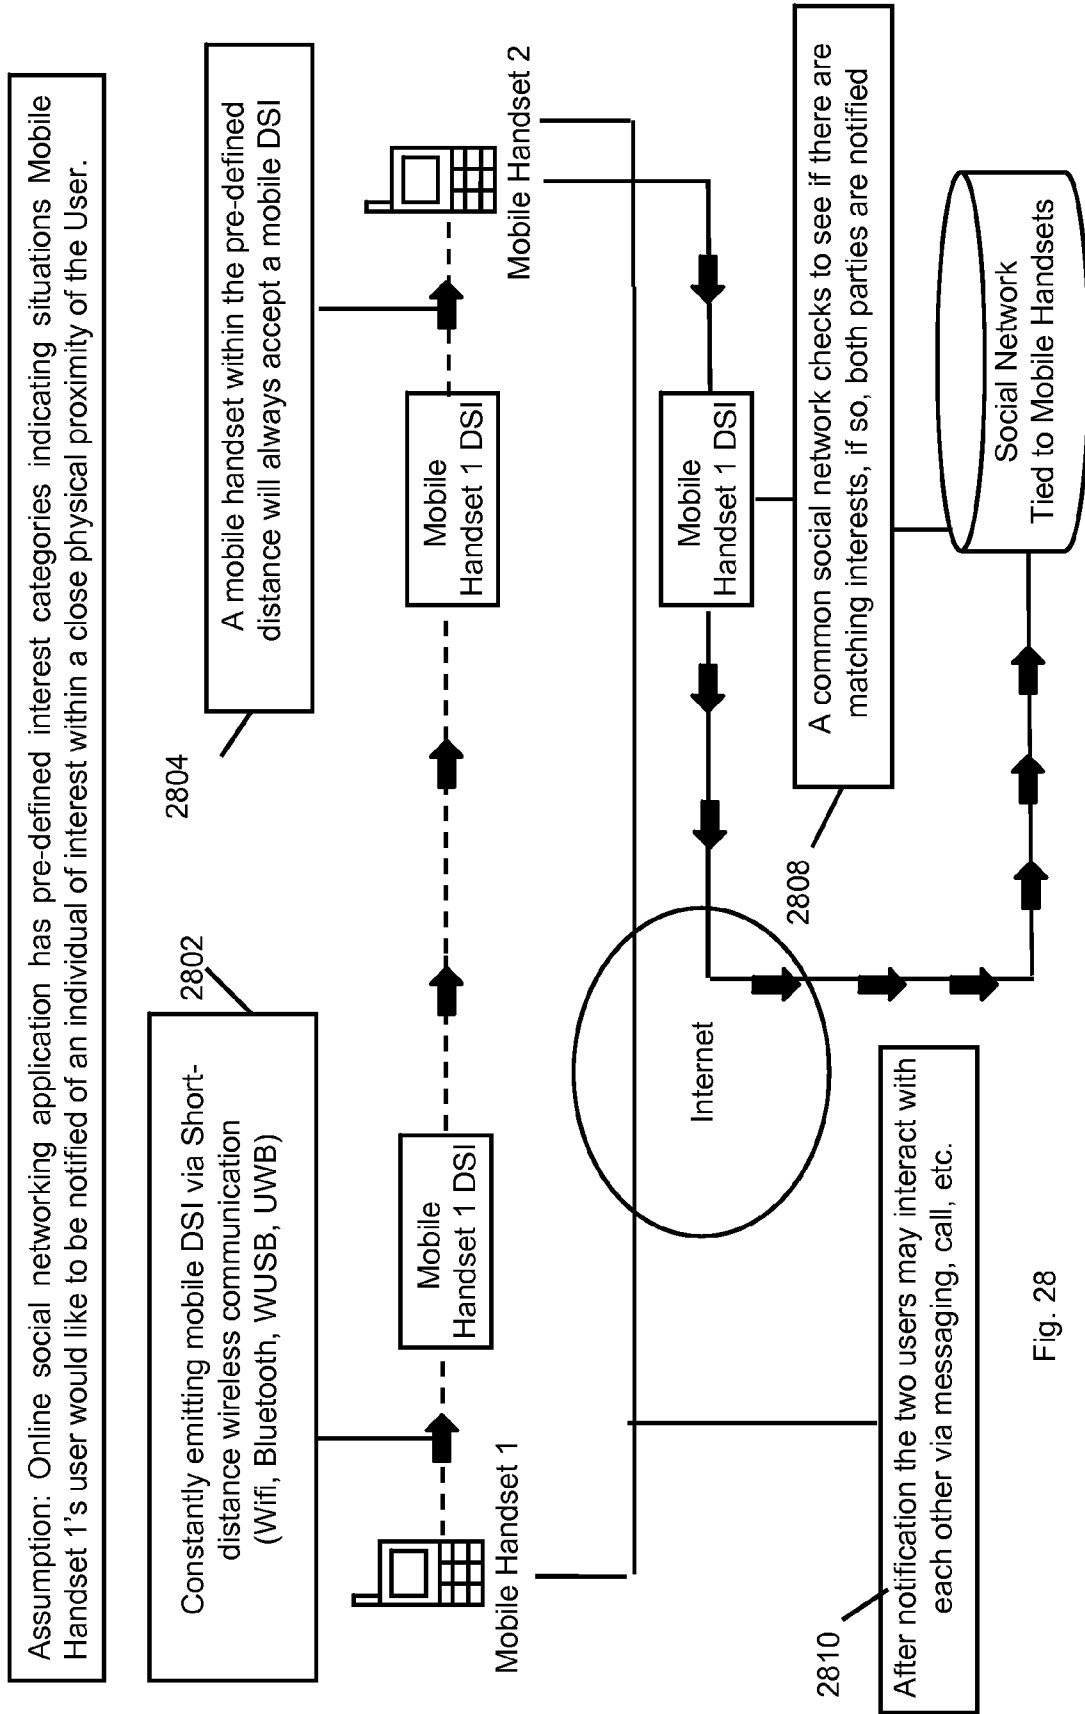 Assumption: Online social networking application has pre-defined interest categories indicating situations Mobile
Handset 1's user would like to be notified of an individual of interest within a close physical proximity of the User.
2802
Constantly emitting mobile DSI via Short-
distance wireless communication
(Wifi, Bluetooth, WUSB, UWB)
2804
A mobile handset within the pre-defined
distance will always accept a mobile DSI
Mobile Handset 1
Mobile
Handset 1 DSI
Mobile
Handset 1 DSI
Mobile Handset 2
Internet
Mobile
Handset 1 DSI
2808
A common social network checks to see if there are
matching interests, if so, both parties are notified
2810
After notification the two users may interact with
each other via messaging, call, etc.
Social Network
Tied to Mobile Handsets
Fig. 28